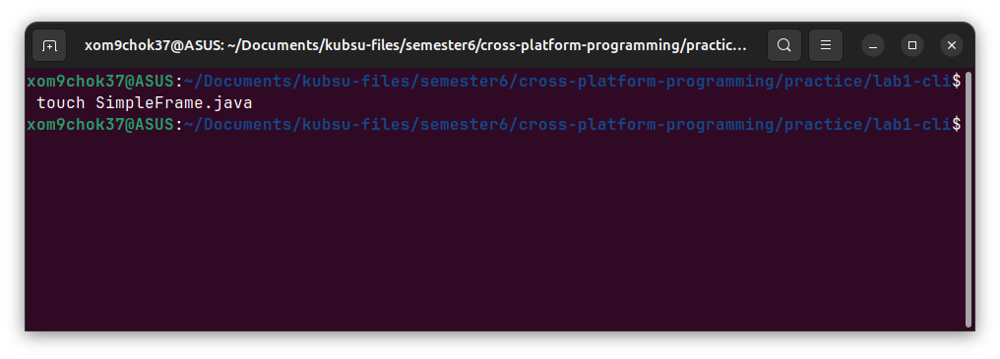 xom9chok37@ASUS: ~/Documents/kubsu-files/semester6/cross-platform-programming/practic...
xom9chok37@ASUS:~/Documents/kubsu-files/semester6/cross-platform-programming/practice/lab1-cli$
touch SimpleFrame.java
xom9chok37@ASUS:~/Documents/kubsu-files/semester6/cross-platform-programming/practice/lab1-cli$